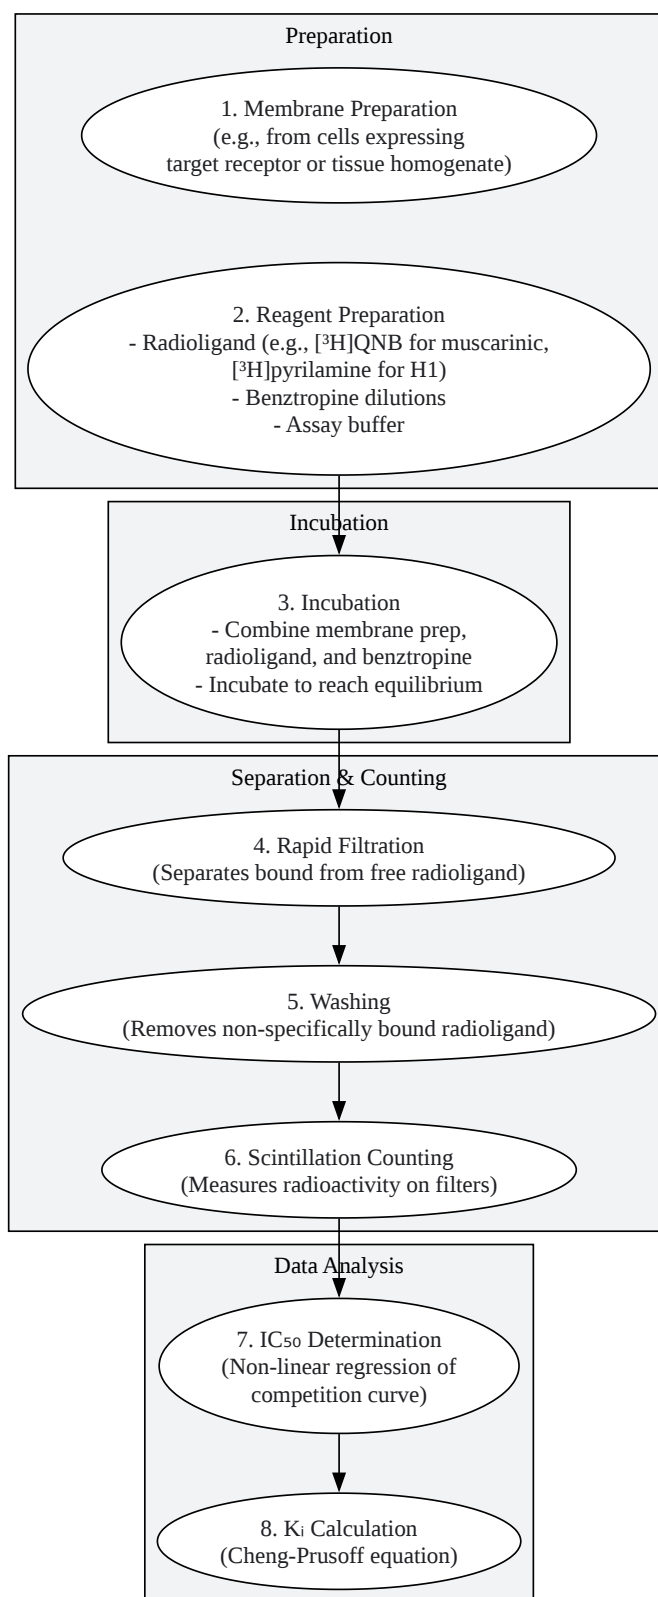 Preparation
1. Membrane Preparation
(e.g., from cells expressing
target receptor or tissue homogenate)
2. Reagent Preparation
- Radioligand (e.g., [³H]QNB for muscarinic,
[³H]pyrilamine for H1)
- Benztropine dilutions
- Assay buffer
Incubation
3. Incubation
- Combine membrane prep,
radioligand, and benztropine
- Incubate to reach equilibrium
Separation & Counting
4. Rapid Filtration
(Separates bound from free radioligand)
5. Washing
(Removes non-specifically bound radioligand)
6. Scintillation Counting
(Measures radioactivity on filters)
Data Analysis
7. IC₅₀ Determination
(Non-linear regression of
competition curve)
8. Kᵢ Calculation
(Cheng-Prusoff equation)